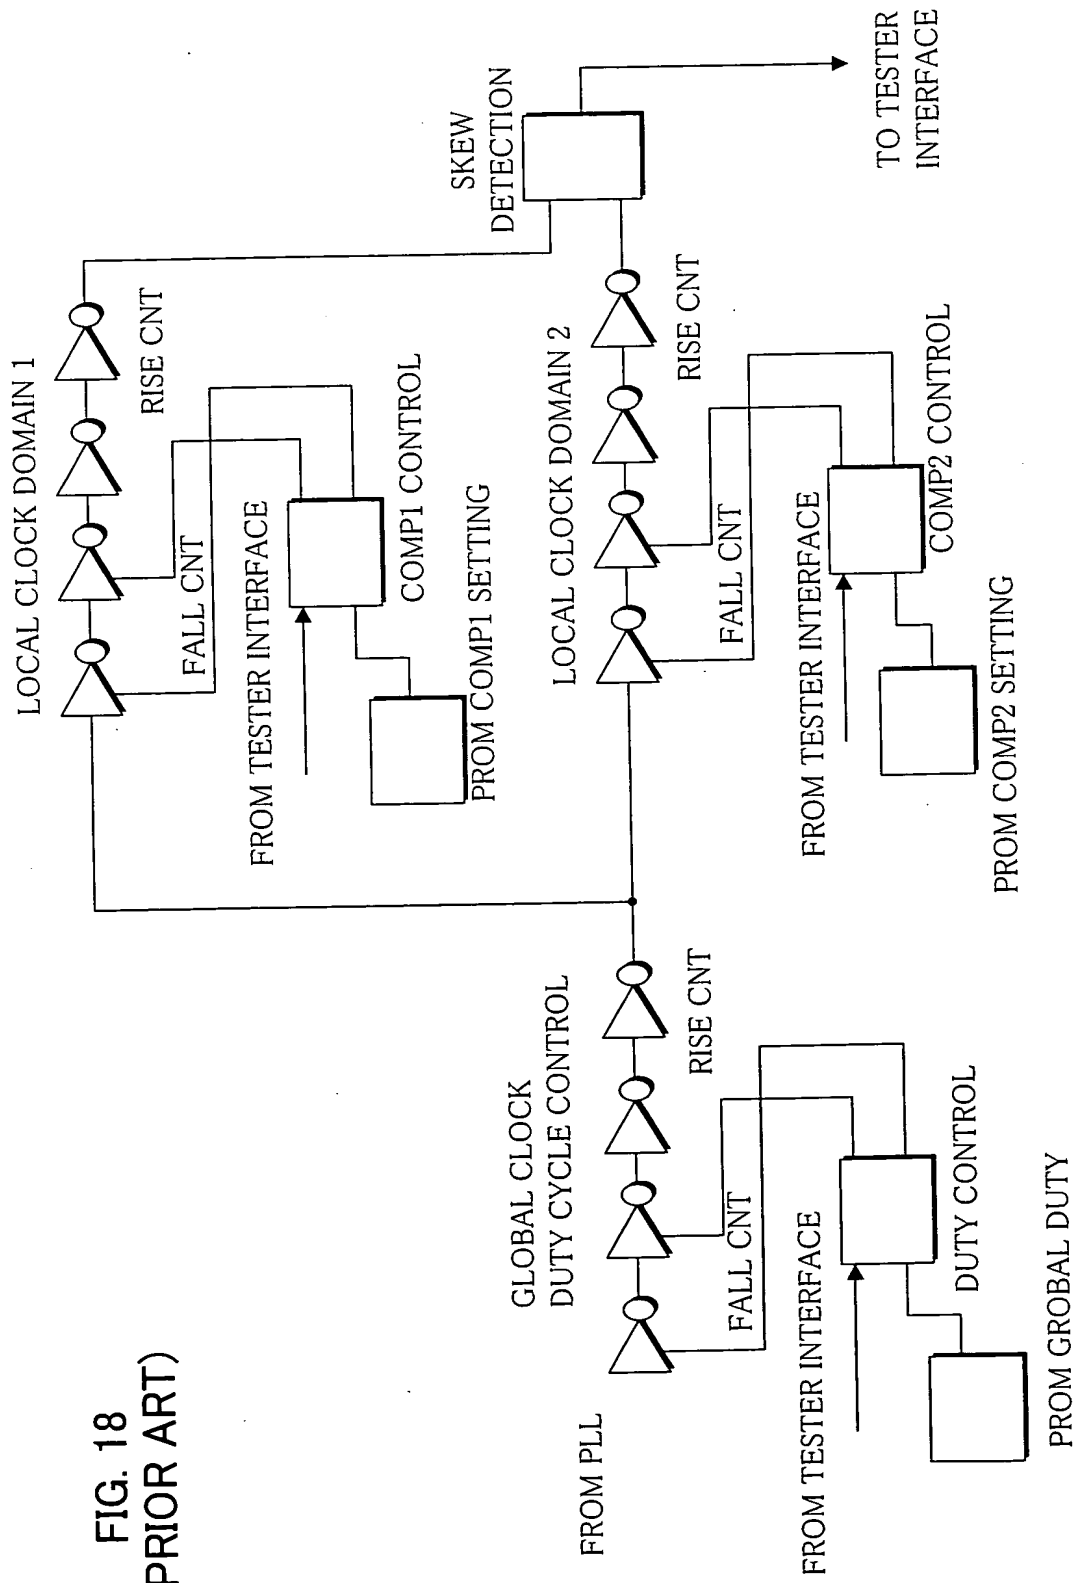 FIG. 18
PRIOR ART)
LOCAL CLOCK DOMAIN 1
RISE CNT
FALL CNT
FROM TESTER INTERFACE
COMP1 CONTROL
PROM COMP1 SETTING
SKEW
DETECTION
TO TESTER
INTERFACE
GLOBAL CLOCK
DUTY CYCLE CONTROL
FROM PLL
RISE CNT
FALL CNT
FROM TESTER INTERFACE
DUTY CONTROL
PROM GROBAL DUTY
LOCAL CLOCK DOMAIN 2
RISE CNT
FALL CNT
FROM TESTER INTERFACE
COMP2 CONTROL
PROM COMP2 SETTING